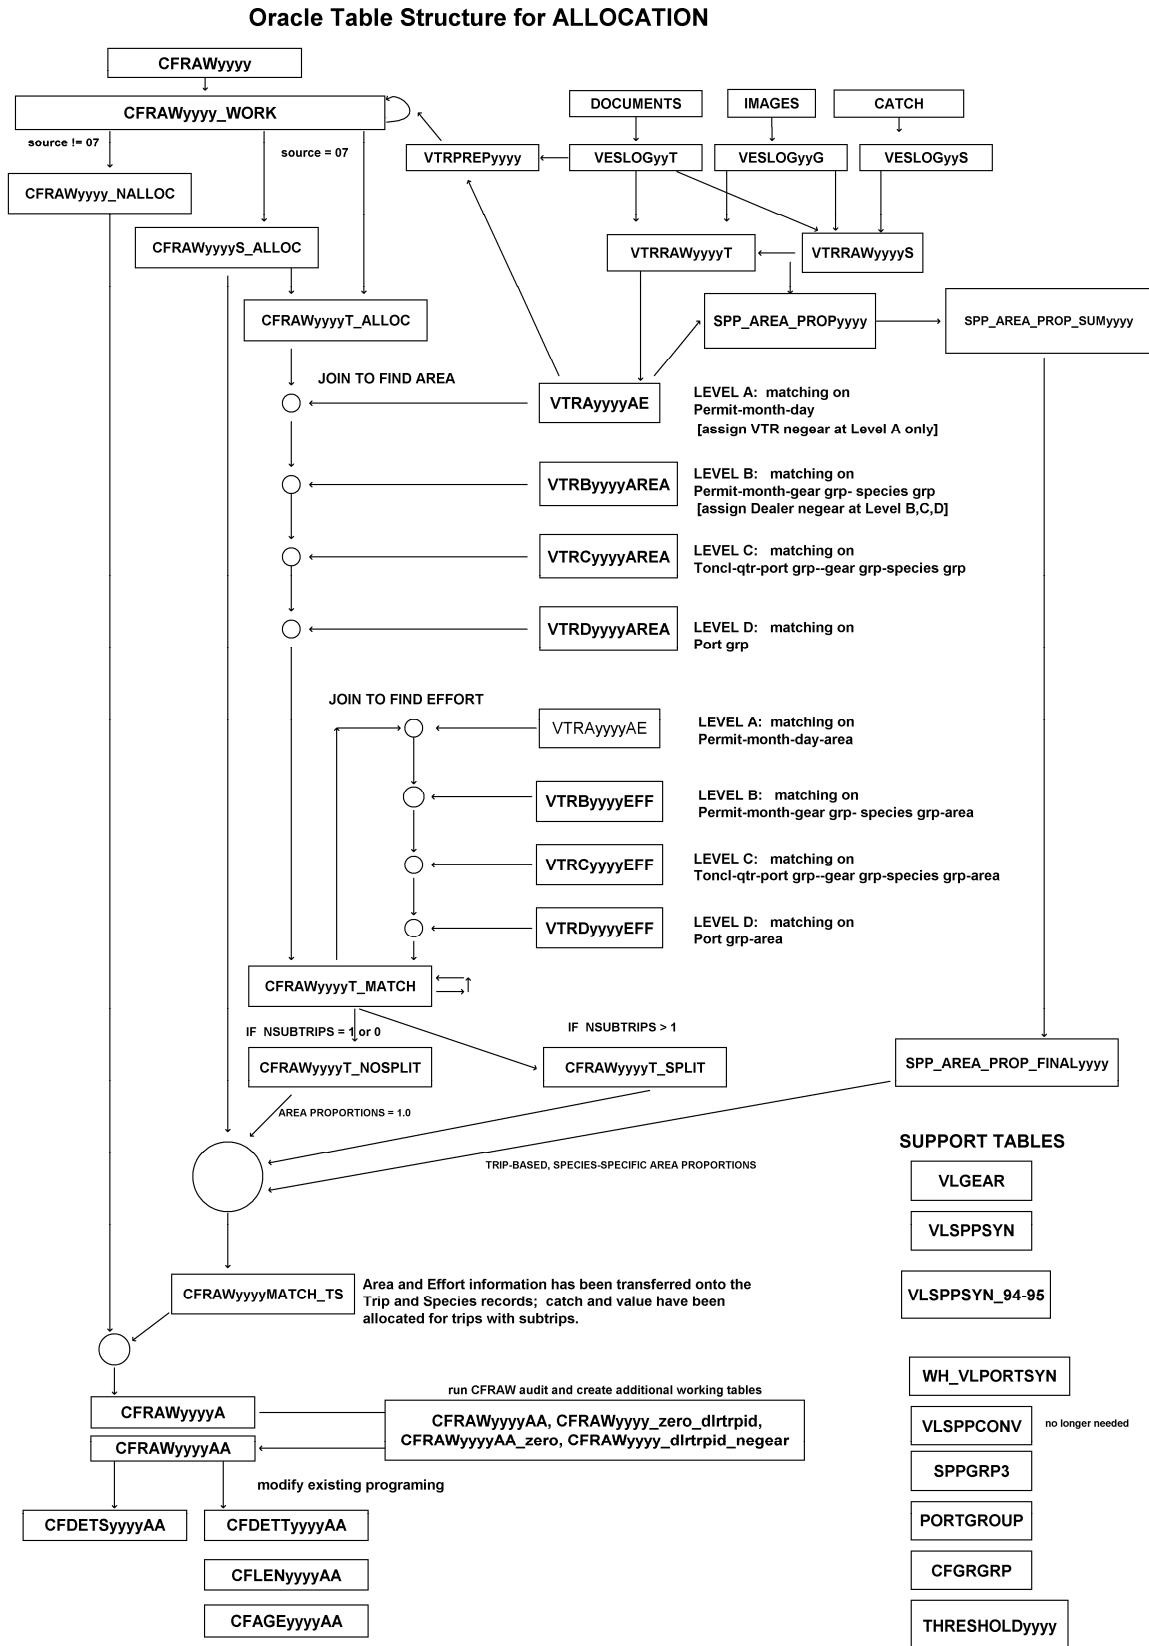 Oracle Table Structure for ALLOCATION
CFRAWyyyy
CFRAWyyyy_WORK
DOCUMENTS
IMAGES
CATCH
source != 07
source = 07
VTRPREPyyyy
VESLOGyyT
VESLOGyyG
VESLOGyyS
CFRAWyyyy_NALLOC
CFRAWyyyyS_ALLOC
VTRRAWyyyyT
VTRRAWyyyyS
CFRAWyyyyT_ALLOC
SPP_AREA_PROPyyyy
SPP_AREA_PROP_SUMyyyy
JOIN TO FIND AREA
VTRAyyyyAE
LEVEL A: matching on
Permit-month-day
[assign VTR negear at Level A only]
VTRByyyyAREA
LEVEL B: matching on
Permit-month-gear grp- species grp
[assign Dealer negear at Level B,C,D]
VTRCyyyyAREA
LEVEL C: matching on
Toncl-qtr-port grp--gear grp-species grp
VTRDyyyyAREA
LEVEL D: matching on
Port grp
JOIN TO FIND EFFORT
VTRAyyyyAE
LEVEL A: matching on
Permit-month-day-area
VTRByyyyEFF
LEVEL B: matching on
Permit-month-gear grp- species grp-area
VTRCyyyyEFF
LEVEL C: matching on
Toncl-qtr-port grp--gear grp-species grp-area
VTRDyyyyEFF
LEVEL D: matching on
Port grp-area
CFRAWyyyyT_MATCH
IF NSUBTRIPS = 1 or 0
IF NSUBTRIPS > 1
CFRAWyyyyT_NOSPLIT
CFRAWyyyyT_SPLIT
SPP_AREA_PROP_FINALyyyy
AREA PROPORTIONS = 1.0
TRIP-BASED, SPECIES-SPECIFIC AREA PROPORTIONS
SUPPORT TABLES
VLGEAR
VLSPPSYN
VLSPPSYN_94-95
CFRAWyyyyMATCH_TS
Area and Effort information has been transferred onto the
Trip and Species records; catch and value have been
allocated for trips with subtrips.
WH_VLPORTSYN
run CFRAW audit and create additional working tables
CFRAWyyyyA
CFRAWyyyyAA, CFRAWyyyy_zero_dlrtrpid,
CFRAWyyyyAA_zero, CFRAWyyyy_dlrtrpid_negear
VLSPPCONV
no longer needed
CFRAWyyyyAA
modify existing programing
SPPGRP3
CFDETSyyyyAA
CFDETTyyyyAA
PORTGROUP
CFLENyyyyAA
CFGRGRP
CFAGEyyyyAA
THRESHOLDyyyy